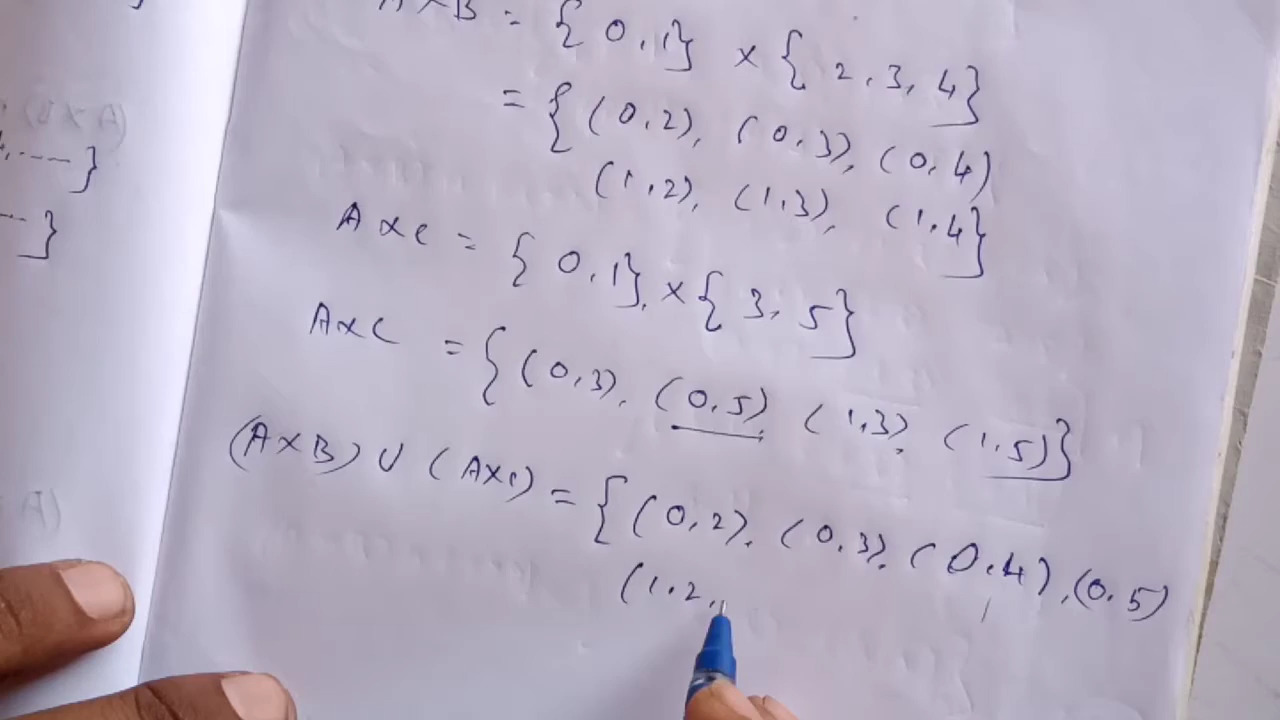 A×B = {0,1} × {2,3,4}
= {(0,2), (0,3), (0,4)
(1,2), (1,3), (1,4}
A×C = {0,1} × {3,5}
A×C = {(0,3), (0,5) (1,3), (1,5)}
(A×B) ∪ (A×C) = {(0,2), (0,3), (0,4), (0,5)
(1,2,